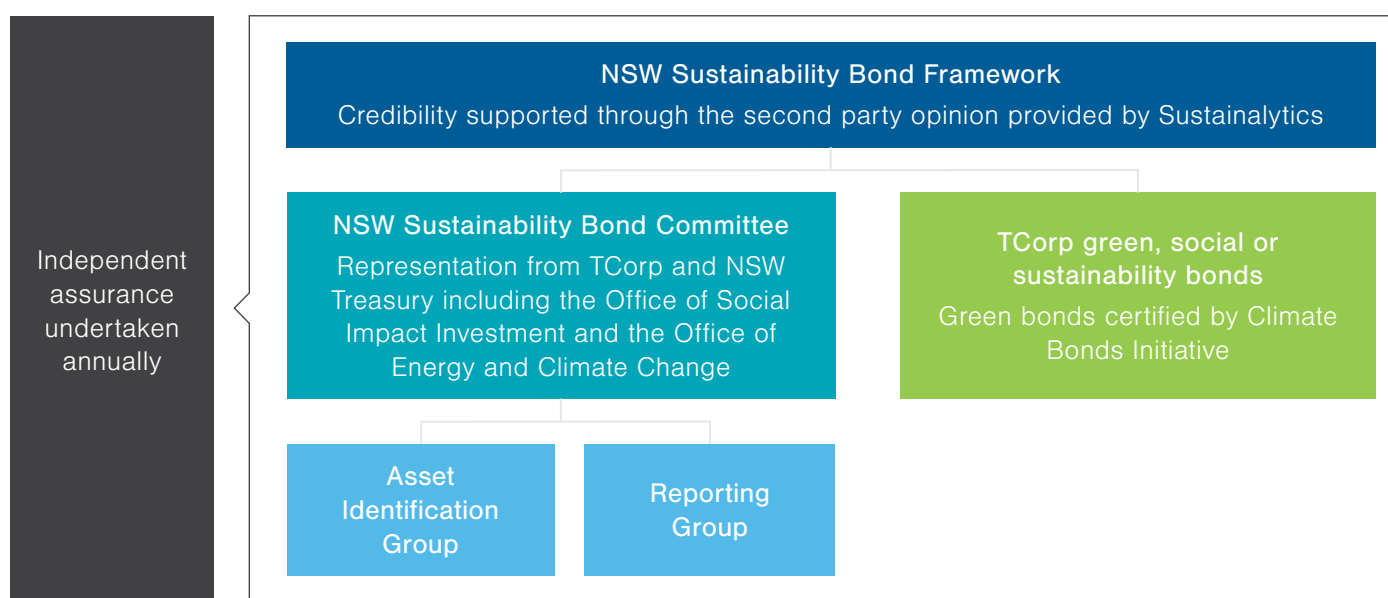 Independent
assurance
undertaken
annually
NSW Sustainability Bond Framework
Credibility supported through the second party opinion provided by Sustainalytics
NSW Sustainability Bond Committee
Representation from TCorp and NSW
Treasury including the Office of Social
Impact Investment and the Office of
Energy and Climate Change
TCorp green, social or
sustainability bonds
Green bonds certified by Climate
Bonds Initiative
Asset
Identification
Group
Reporting
Group